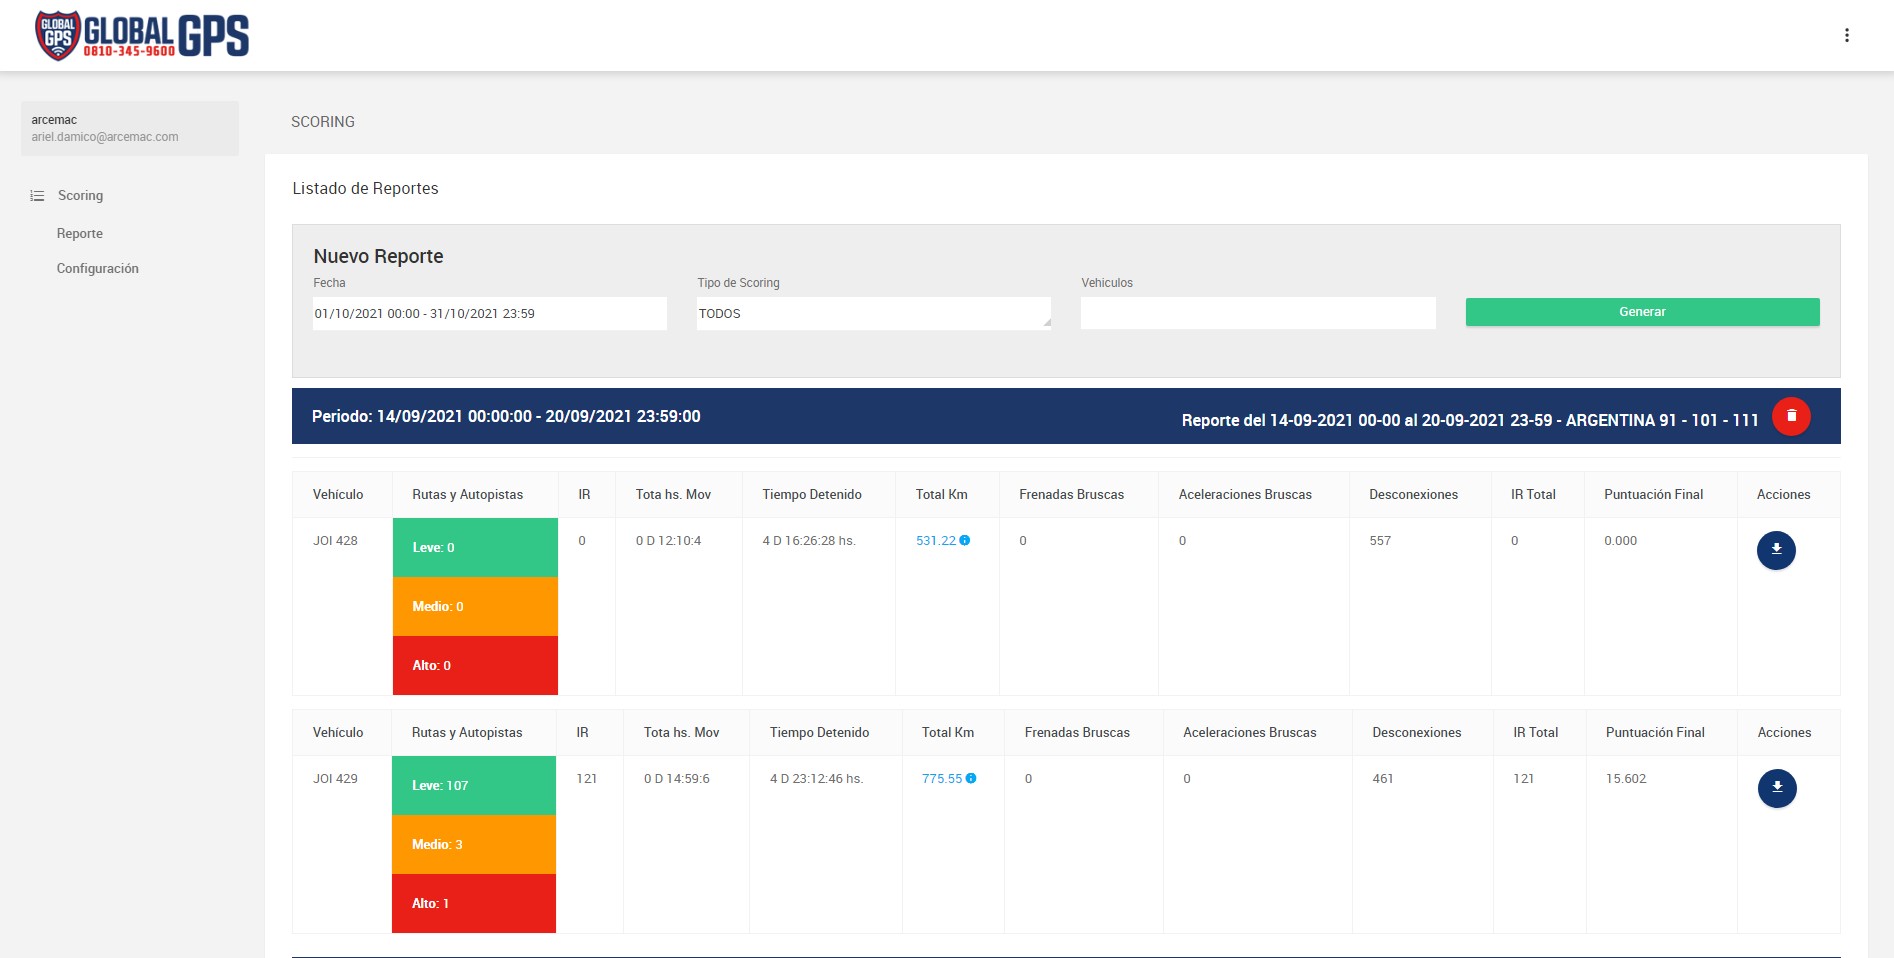 GLOBAL
GPS
GLOBAL GPS
0810-345-9600
arcemac
ariel.damico@arcemac.com
Scoring
Reporte
Configuración
SCORING
Listado de Reportes
Nuevo Reporte
Fecha Tipo de Scoring Vehiculos
01/10/2021 00:00 - 31/10/2021 23:59 TODOS Generar
Periodo: 14/09/2021 00:00:00 - 20/09/2021 23:59:00 Reporte del 14-09-2021 00-00 al 20-09-2021 23-59 - ARGENTINA 91 - 101 - 111
Vehículo Rutas y Autopistas IR Tota hs. Mov Tiempo Detenido Total Km Frenadas Bruscas Aceleraciones Bruscas Desconexiones IR Total Puntuación Final Acciones
JOI 428 Leve: 0 0 0 D 12:10:4 4 D 16:26:28 hs. 531.22 0 0 557 0 0.000
Medio: 0
Alto: 0
Vehículo Rutas y Autopistas IR Tota hs. Mov Tiempo Detenido Total Km Frenadas Bruscas Aceleraciones Bruscas Desconexiones IR Total Puntuación Final Acciones
JOI 429 Leve: 107 121 0 D 14:59:6 4 D 23:12:46 hs. 775.55 0 0 461 121 15.602
Medio: 3
Alto: 1